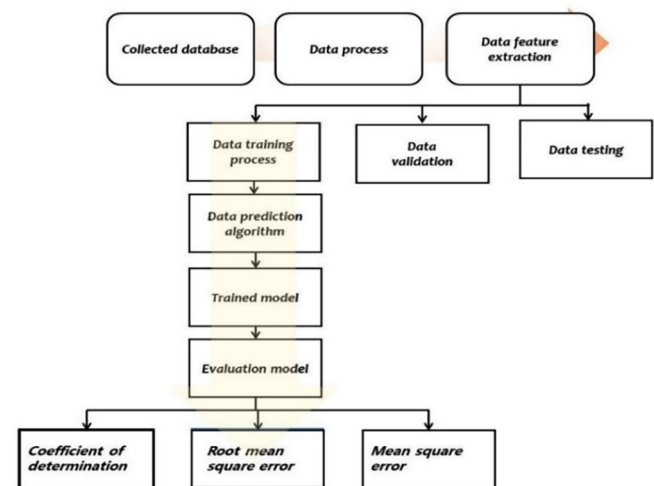 Collected database
Data process
Data feature
extraction
Data training
process
Data
validation
Data testing
Data prediction
algorithm
Trained model
Evaluation model
Coefficient of
determination
Root mean
square error
Mean square
error